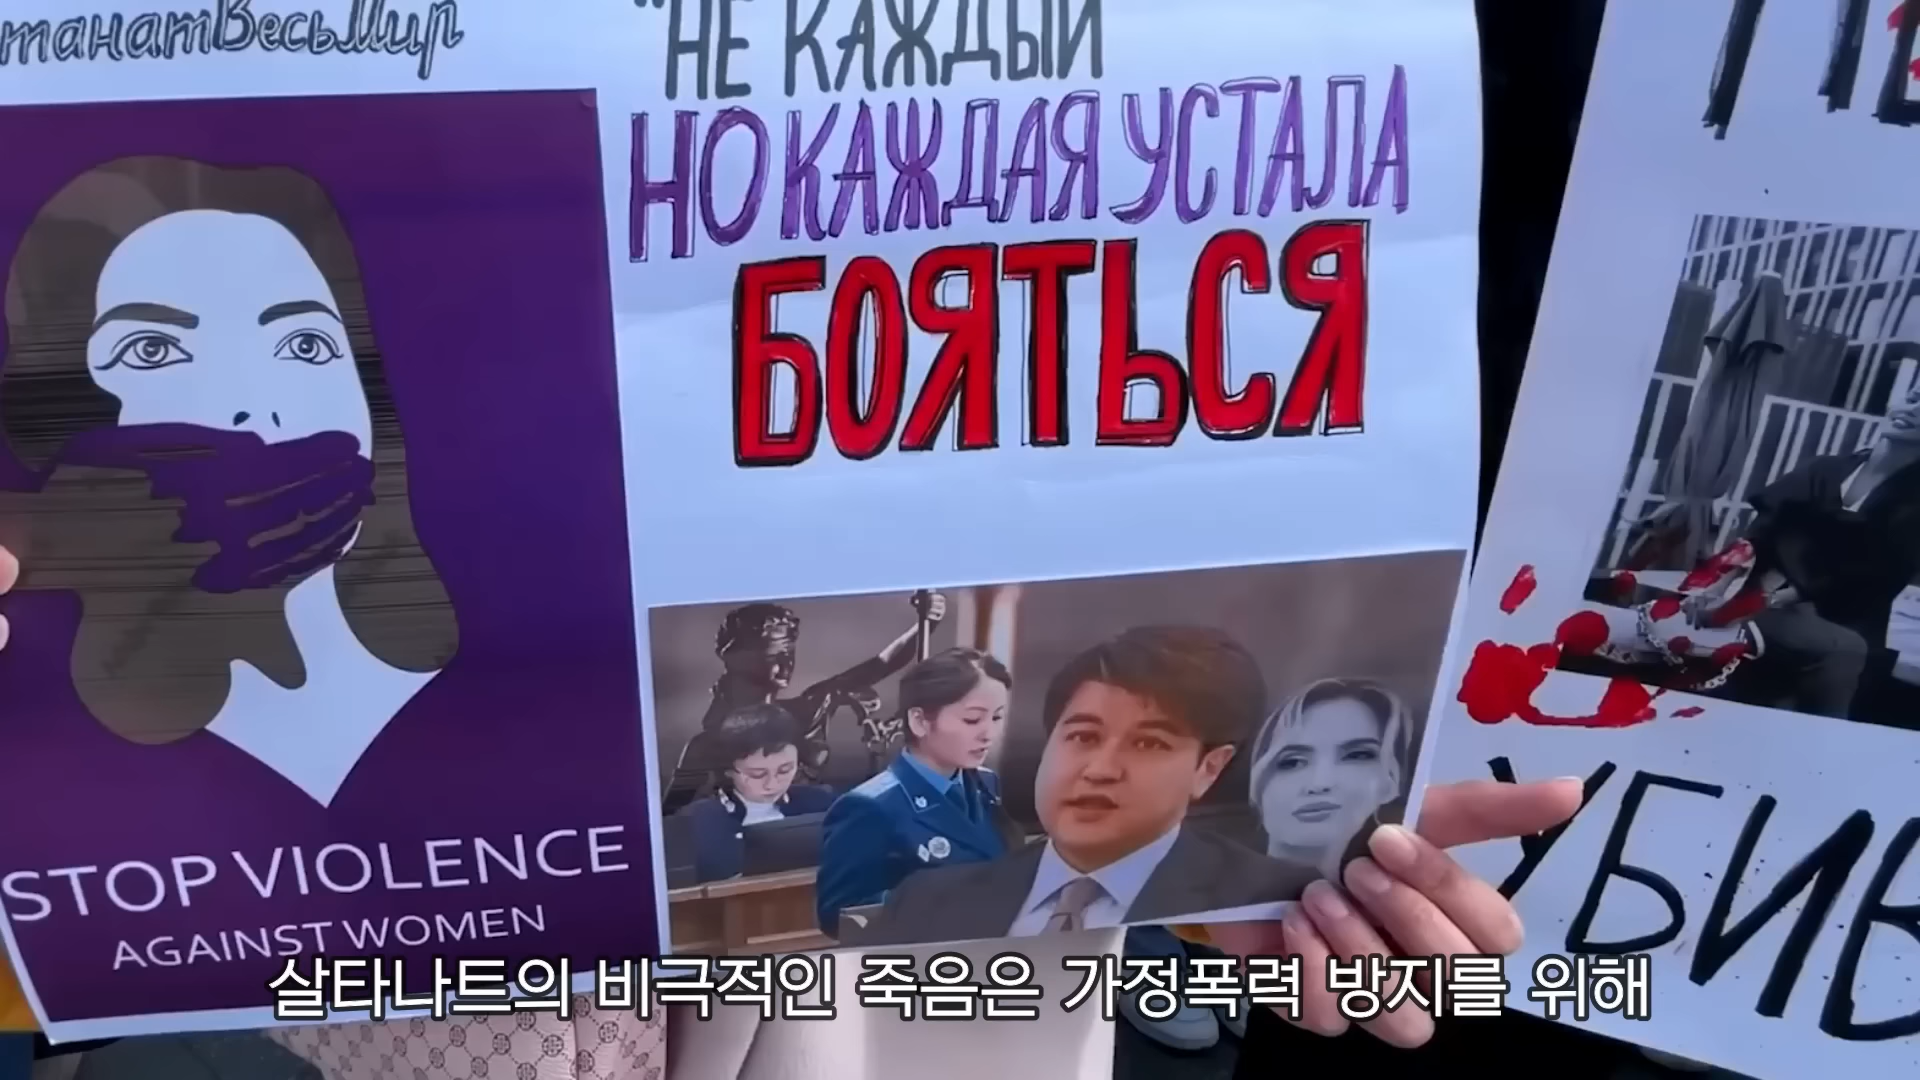 танатВесьМир
"НЕ КАЖДЫЙ
НО КАЖДАЯ УСТАЛА
БОЯТЬСЯ
STOP VIOLENCE
AGAINST WOMEN
УБИВ
살타나트의 비극적인 죽음은 가정폭력 방지를 위해